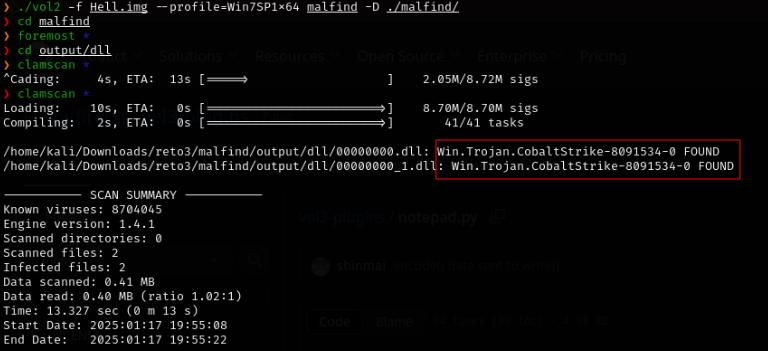 ❯ ./vol2 -f Hell.img --profile=Win7SP1×64 malfind -D ./malfind/
❯ cd malfind
❯ foremost *
❯ cd output/dll
❯ clamscan *
^Cading:     4s, ETA:  13s [=====>                   ]    2.05M/8.72M sigs
❯ clamscan *
Loading:    10s, ETA:   0s [========================>]    8.70M/8.70M sigs
Compiling:   2s, ETA:   0s [========================>]       41/41 tasks
/home/kali/Downloads/reto3/malfind/output/dll/00000000.dll: Win.Trojan.CobaltStrike-8091534-0 FOUND
/home/kali/Downloads/reto3/malfind/output/dll/00000000_1.dll: Win.Trojan.CobaltStrike-8091534-0 FOUND
----------- SCAN SUMMARY -----------
Known viruses: 8704045
Engine version: 1.4.1
Scanned directories: 0
Scanned files: 2
Infected files: 2
Data scanned: 0.41 MB
Data read: 0.40 MB (ratio 1.02:1)
Time: 13.327 sec (0 m 13 s)
Start Date: 2025:01:17 19:55:08
End Date:   2025:01:17 19:55:22
Solutions
Resources
Open Source
Enterprise
Pricing
vol3-plugins / notepad.py
shinmai
Code
Blame